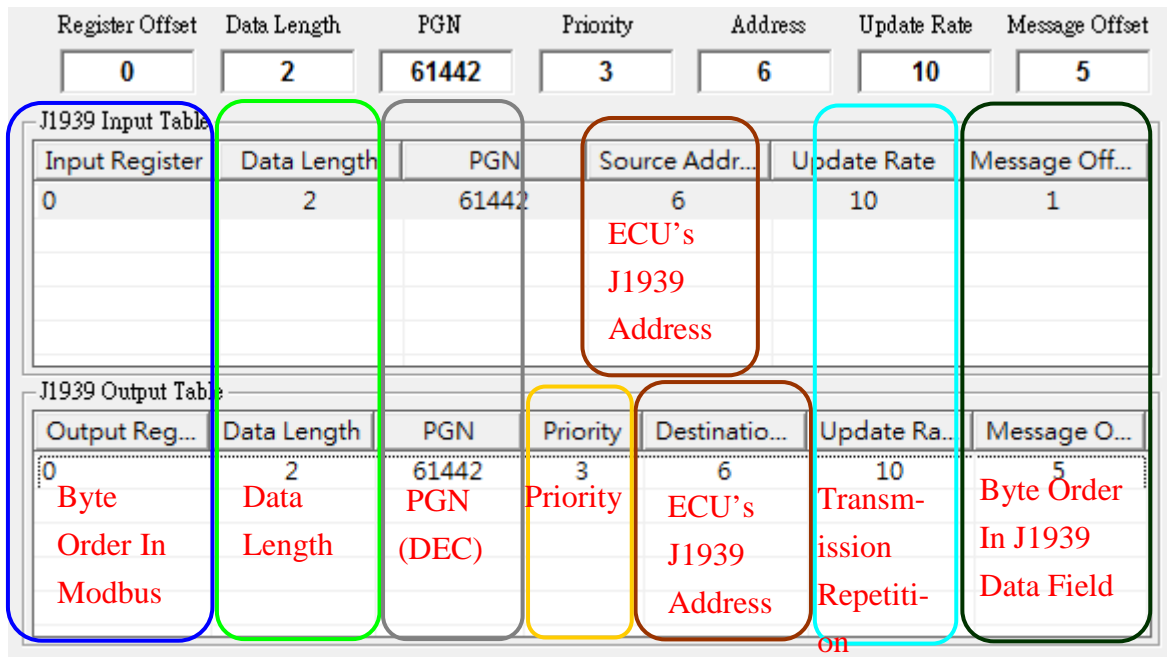 Register Offset Data Length PGN Priority Address Update Rate Message Offset
0 2 61442 3 6 10 5
J1939 Input Table
Input Register Data Length PGN Source Addr... Update Rate Message Off...
0 2 61442 6 10 1
ECU's
J1939
Address
J1939 Output Table
Output Reg... Data Length PGN Priority Destinatio... Update Ra... Message O...
0 2 61442 3 6 10 5
Byte
Order In
Modbus
Data
Length
PGN
(DEC)
Priority
ECU's
J1939
Address
Transm-
ission
Repetiti-
on
Byte Order
In J1939
Data Field